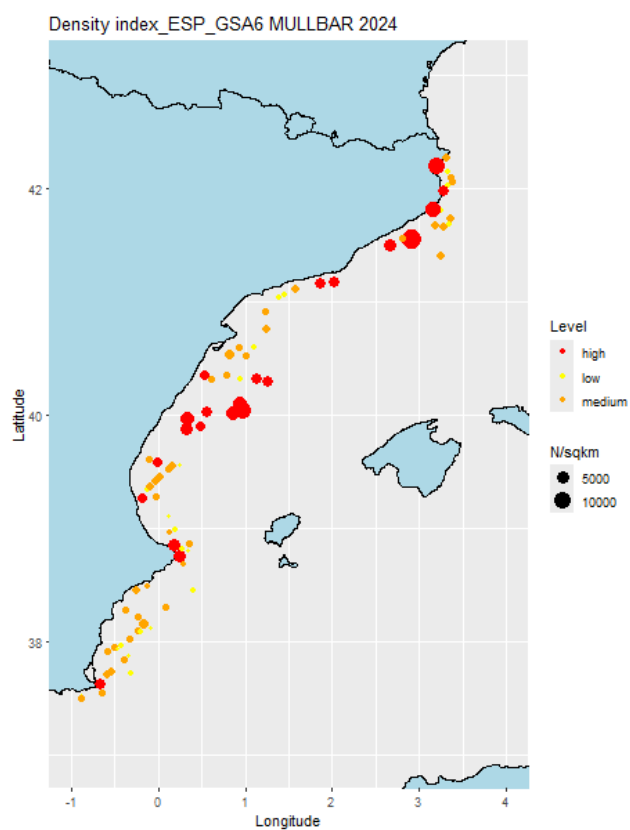 Density index_ESP_GSA6 MULLBAR 2024
Latitude
42
40
38
-1
0
1
2
3
4
Longitude
Level
high
low
medium
N/sqkm
5000
10000